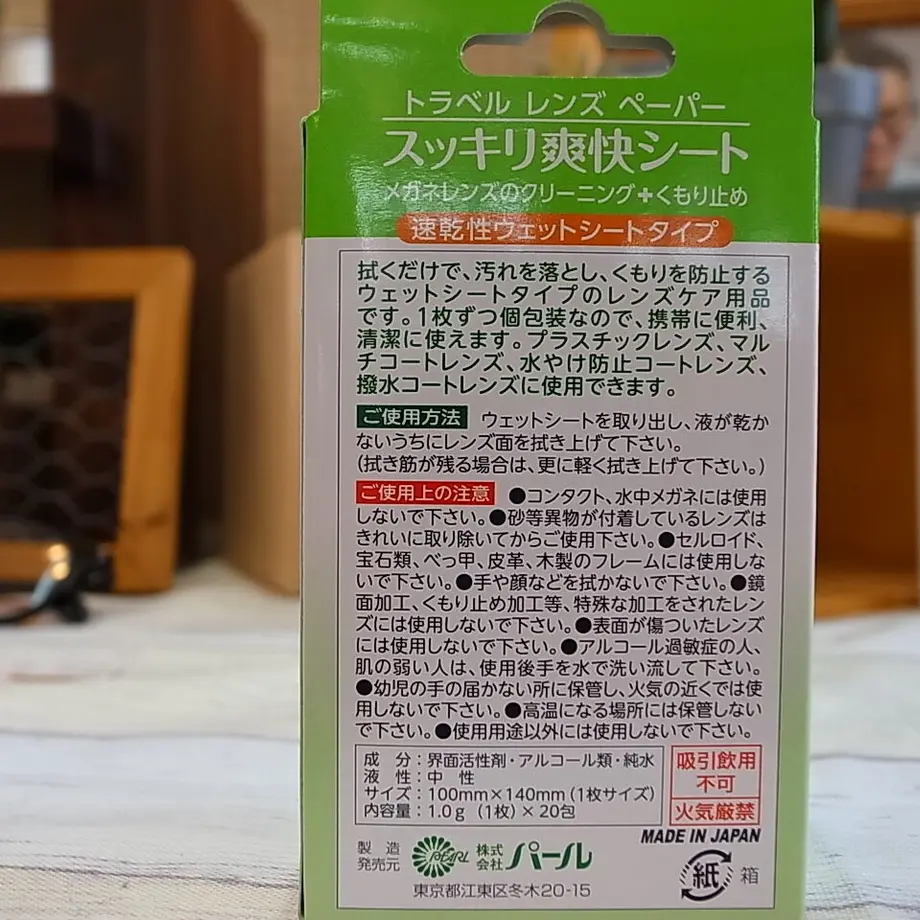 トラベル レンズ ペーパー
スッキリ爽快シート
メガネレンズのクリーニング+くもり止め
速乾性ウェットシートタイプ
拭くだけで、汚れを落とし、くもりを防止する
ウェットシートタイプのレンズケア用品
です。1枚ずつ個包装なので、携帯に便利、
清潔に使えます。プラスチックレンズ、マル
チコートレンズ、水やけ防止コートレンズ、
撥水コートレンズに使用できます。
ご使用方法 ウェットシートを取り出し、液が乾か
ないうちにレンズ面を拭き上げて下さい。
(拭き筋が残る場合は、更に軽く拭き上げて下さい。)
ご使用上の注意 ●コンタクト、水中メガネには使用
しないで下さい。●砂等異物が付着しているレンズは
きれいに取り除いてからご使用下さい。●セルロイド、
宝石類、べっ甲、皮革、木製のフレームには使用しな
いで下さい。●手や顔などを拭かないで下さい。●鏡
面加工、くもり止め加工等、特殊な加工をされたレン
ズには使用しないで下さい。●表面が傷ついたレンズ
には使用しないで下さい。●アルコール過敏症の人、
肌の弱い人は、使用後手を水で洗い流して下さい。
●幼児の手の届かない所に保管し、火気の近くでは使
用しないで下さい。●高温になる場所には保管しない
で下さい。●使用用途以外には使用しないで下さい。
成 分:界面活性剤・アルコール類・純水
液 性:中 性
サイズ:100mm×140mm(1枚サイズ)
内容量:1.0g(1枚)×20包
吸引飲用
不可
火気厳禁
MADE IN JAPAN
製造
発売元
PEARL
株式
会社 パール
東京都江東区冬木20-15
紙 箱